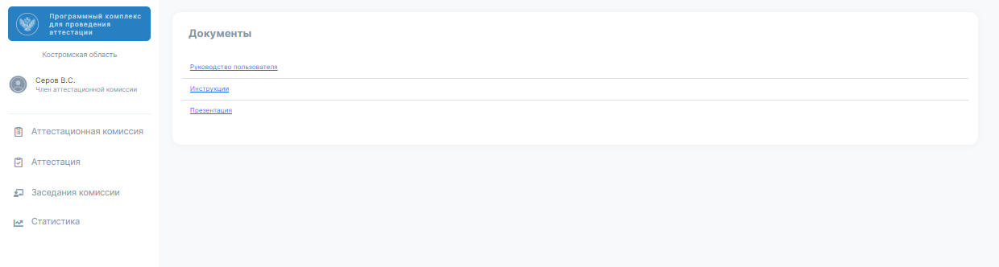 Программный комплекс
для проведения
аттестации
Костромская область
Серов В.С.
Член аттестационной комиссии
Аттестационная комиссия
Аттестация
Заседания комиссии
Статистика
Документы
Руководство пользователя
Инструкции
Презентация